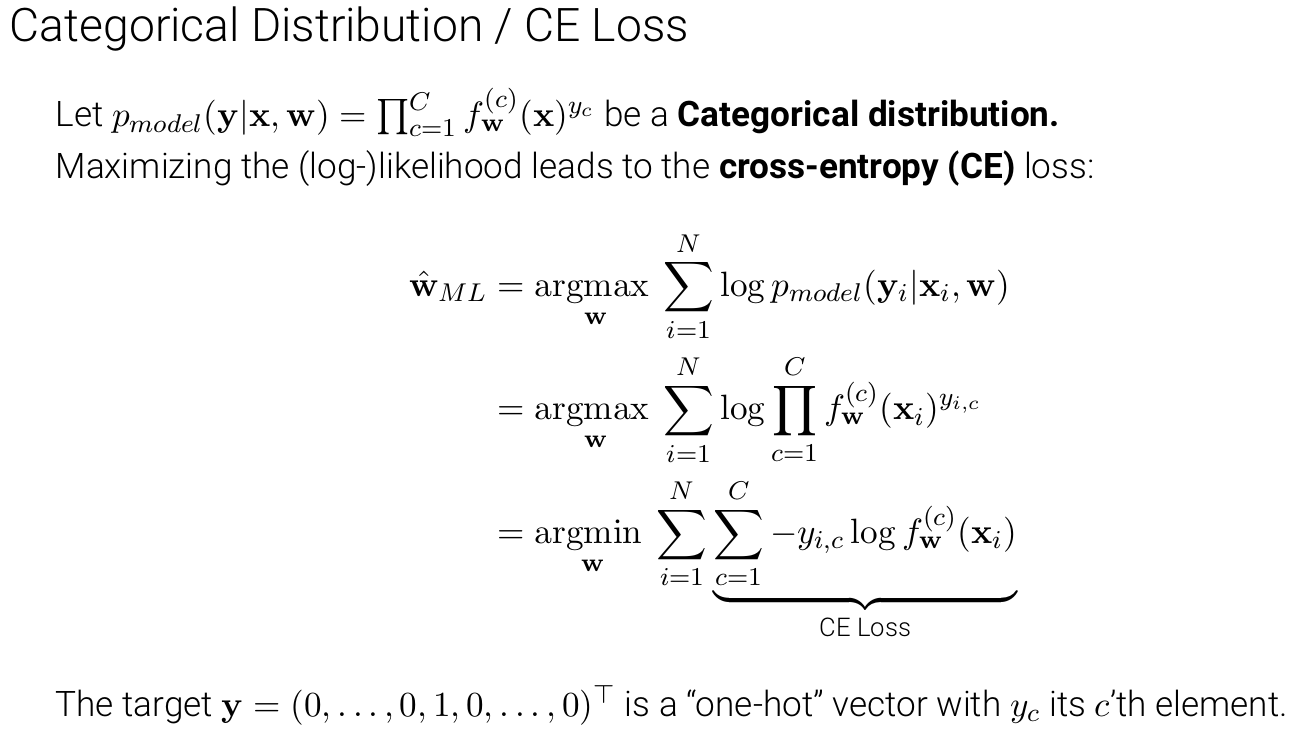 Categorical Distribution / CE Loss
Let $p_{model}(\mathbf{y}|\mathbf{x}, \mathbf{w}) = \prod_{c=1}^{C} f_{\mathbf{w}}^{(c)}(\mathbf{x})^{y_c}$ be a Categorical distribution.
Maximizing the (log-)likelihood leads to the cross-entropy (CE) loss:
$\hat{\mathbf{w}}_{ML} = \underset{\mathbf{w}}{\operatorname{argmax}} \sum_{i=1}^{N} \log p_{model}(\mathbf{y}_i|\mathbf{x}_i, \mathbf{w})$
$= \underset{\mathbf{w}}{\operatorname{argmax}} \sum_{i=1}^{N} \log \prod_{c=1}^{C} f_{\mathbf{w}}^{(c)}(\mathbf{x}_i)^{y_{i,c}}$
$= \underset{\mathbf{w}}{\operatorname{argmin}} \sum_{i=1}^{N} \underbrace{\sum_{c=1}^{C} -y_{i,c} \log f_{\mathbf{w}}^{(c)}(\mathbf{x}_i)}$
CE Loss
The target $\mathbf{y} = (0, \ldots, 0, 1, 0, \ldots, 0)^\top$ is a “one-hot” vector with $y_c$ its $c$’th element.